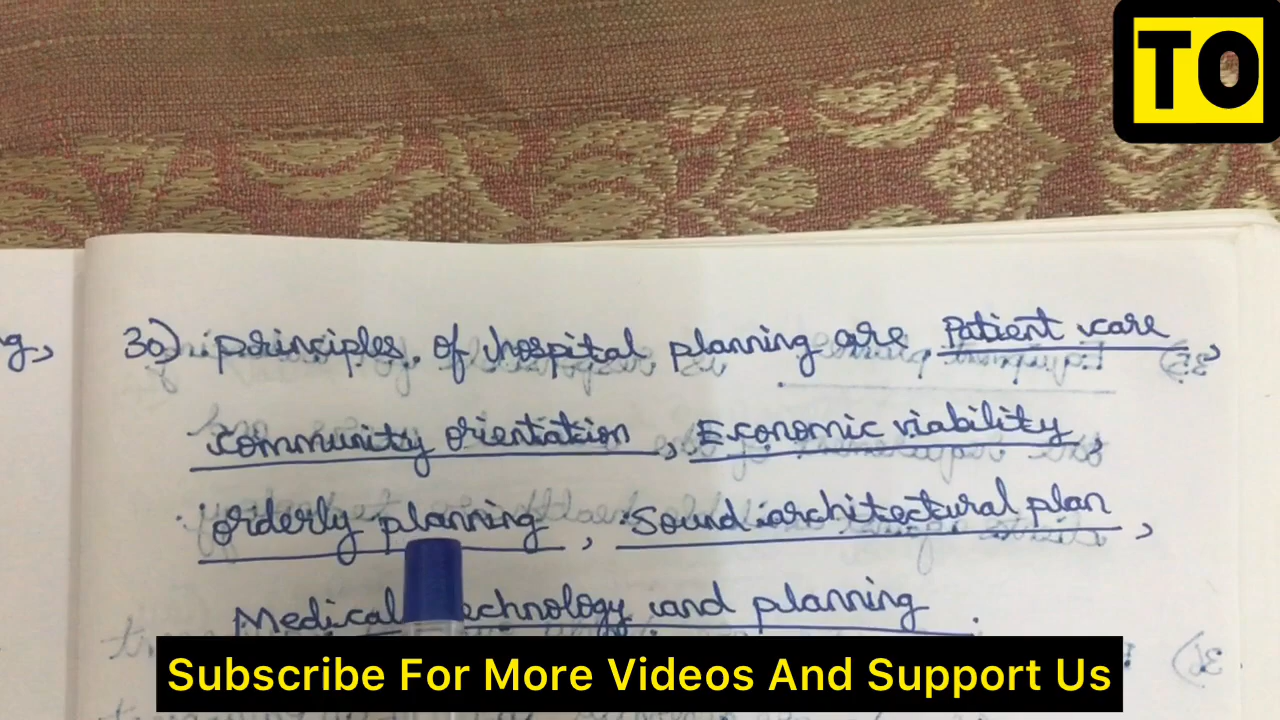 TO
g,
30) principles of hospital planning are Patient care,
community orientation, Economic viability,
orderly planning, Sound architectural plan,
Medical echnology and planning.
Subscribe For More Videos And Support Us